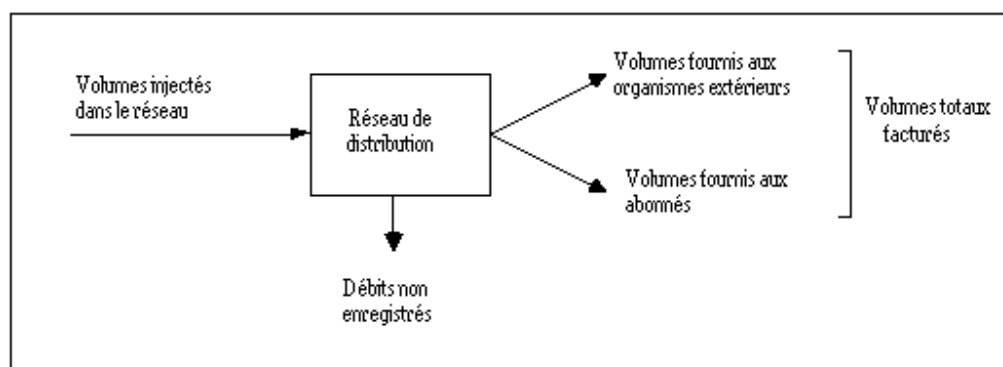 Volumes injectés
dans le réseau
Réseau de
distribution
Volumes fournis aux
organismes extérieurs
Volumes fournis aux
abonnés
Volumes totaux
facturés
Débits non
enregistrés